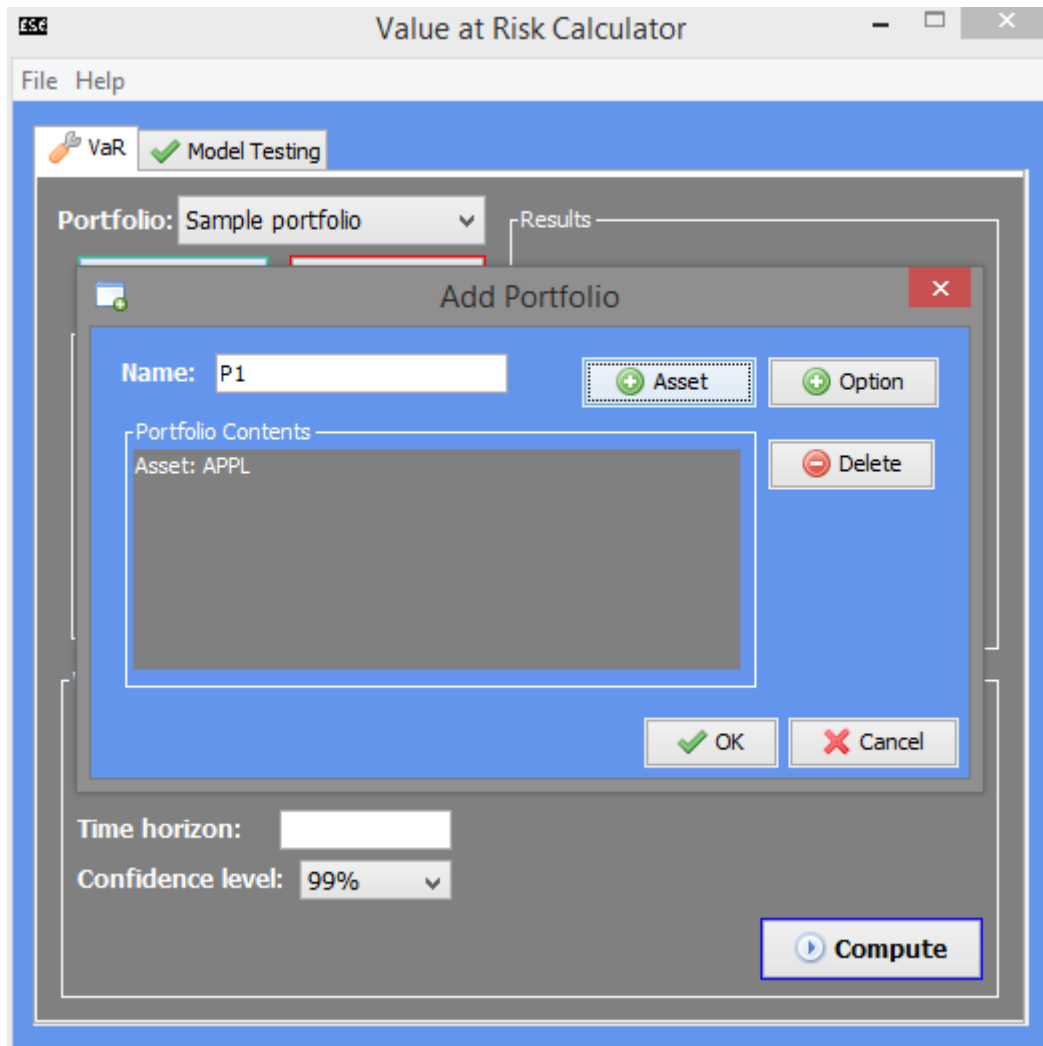 ESG
Value at Risk Calculator
File Help
VaR Model Testing
Portfolio: Sample portfolio
Results
Add Portfolio
Name: P1
Asset
Option
Portfolio Contents
Asset: APPL
Delete
OK
Cancel
Time horizon:
Confidence level: 99%
Compute